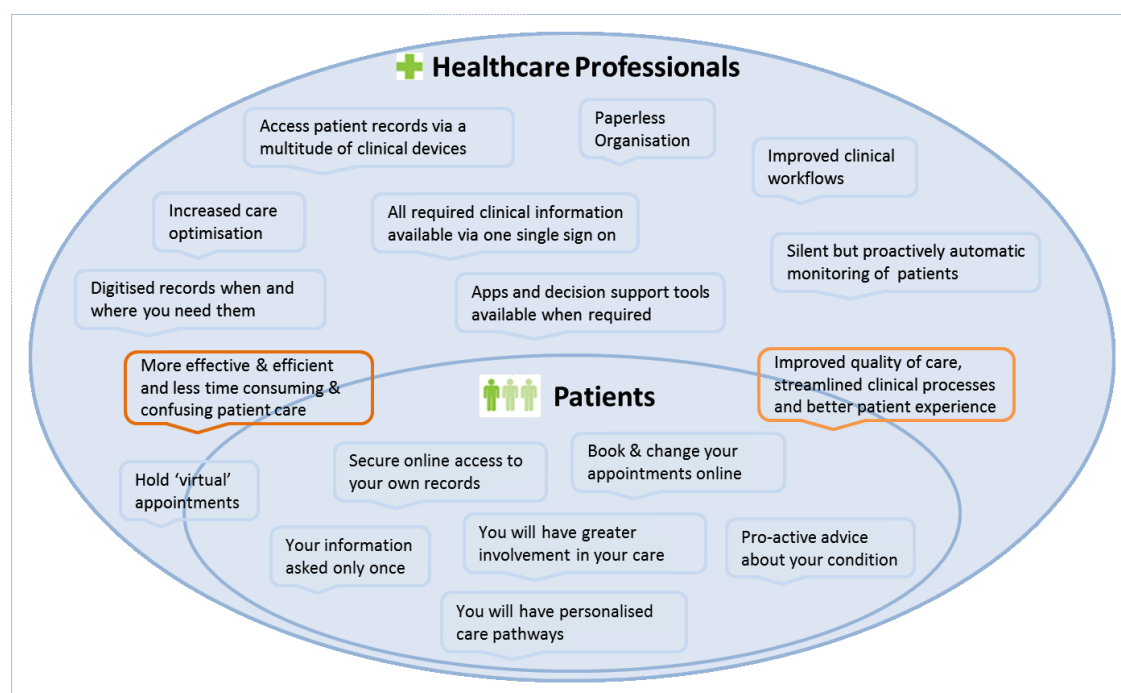 Healthcare Professionals
Access patient records via a
multitude of clinical devices
Paperless
Organisation
Improved clinical
workflows
Increased care
optimisation
All required clinical information
available via one single sign on
Silent but proactively automatic
monitoring of patients
Digitised records when and
where you need them
Apps and decision support tools
available when required
More effective & efficient
and less time consuming &
confusing patient care
Improved quality of care,
streamlined clinical processes
and better patient experience
Patients
Hold ‘virtual’
appointments
Secure online access to
your own records
Book & change your
appointments online
Your information
asked only once
You will have greater
involvement in your care
Pro-active advice
about your condition
You will have personalised
care pathways